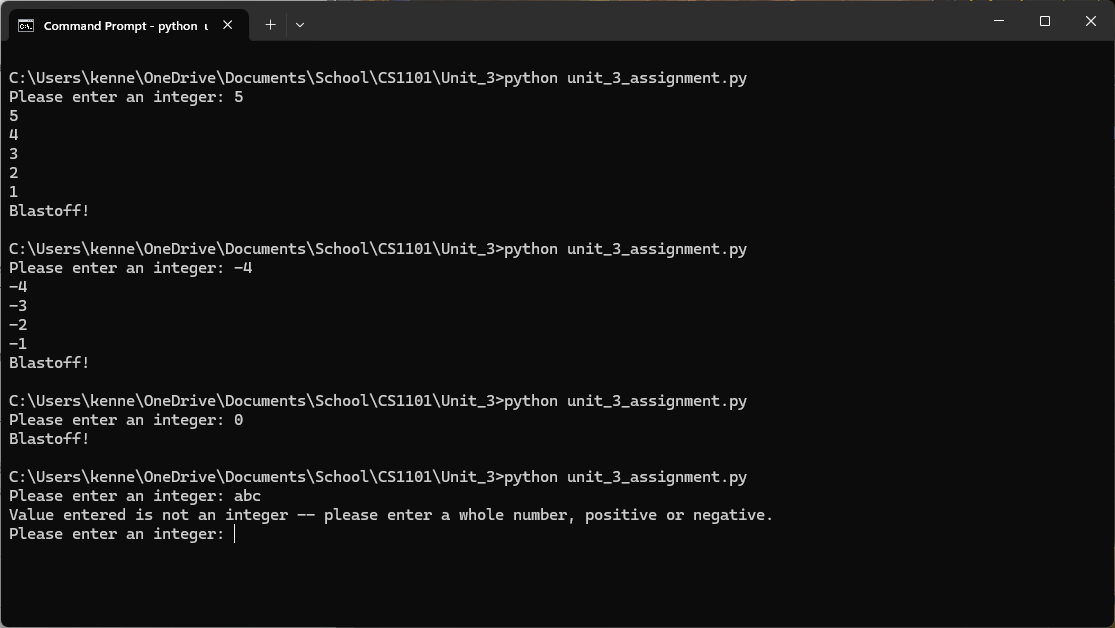 Command Prompt - python
C:\Users\kenne\OneDrive\Documents\School\CS1101\Unit_3>python unit_3_assignment.py
Please enter an integer: 5
5
4
3
2
1
Blastoff!
C:\Users\kenne\OneDrive\Documents\School\CS1101\Unit_3>python unit_3_assignment.py
Please enter an integer: -4
-4
-3
-2
-1
Blastoff!
C:\Users\kenne\OneDrive\Documents\School\CS1101\Unit_3>python unit_3_assignment.py
Please enter an integer: 0
Blastoff!
C:\Users\kenne\OneDrive\Documents\School\CS1101\Unit_3>python unit_3_assignment.py
Please enter an integer: abc
Value entered is not an integer -- please enter a whole number, positive or negative.
Please enter an integer: